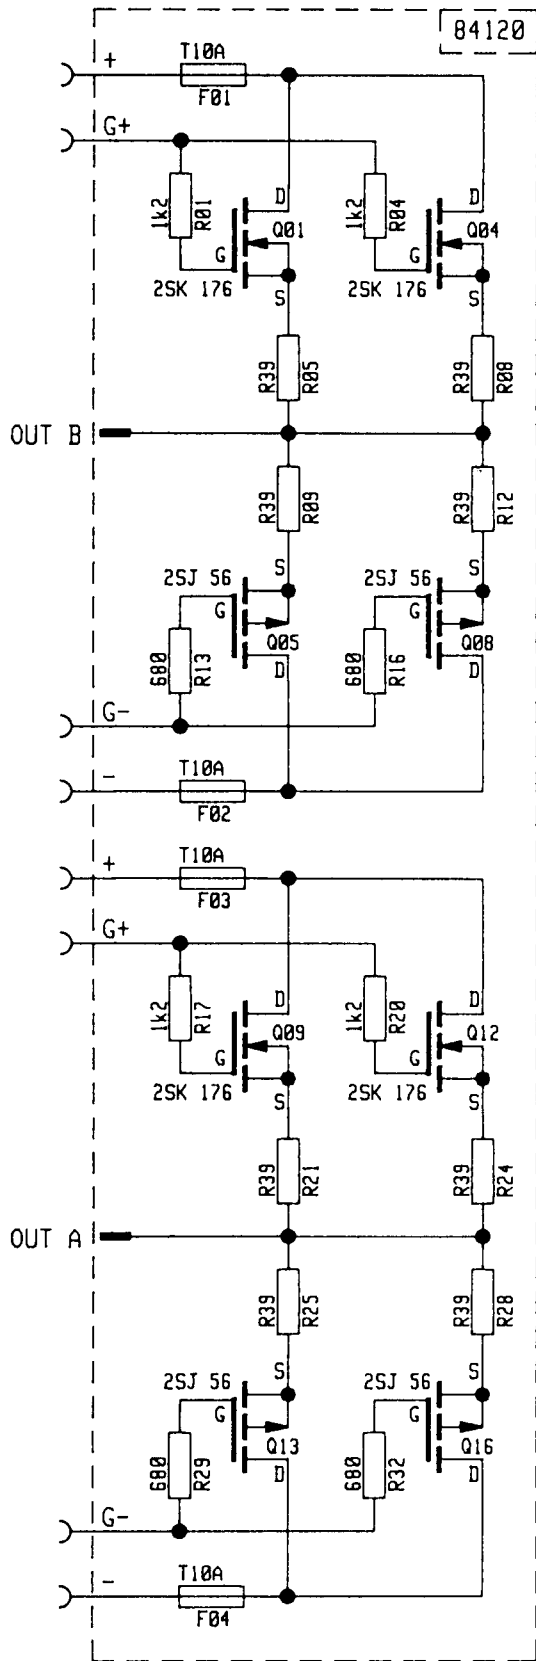 84120
+ T10A
F01
G+
1k2 R01 D Q01 1k2 R04 D Q04
G G
2SK 176 S 2SK 176 S
R39 R05 R39 R08
OUT B
R39 R09 R39 R12
2SJ 56 S 2SJ 56 S
G G
680 R13 Q05 D 680 R16 Q08 D
G-
- T10A
F02
+ T10A
F03
G+
1k2 R17 D Q09 1k2 R20 D Q12
G G
2SK 176 S 2SK 176 S
R39 R21 R39 R24
OUT A
R39 R25 R39 R28
2SJ 56 S 2SJ 56 S
G G
680 R29 Q13 D 680 R32 Q16 D
G-
- T10A
F04